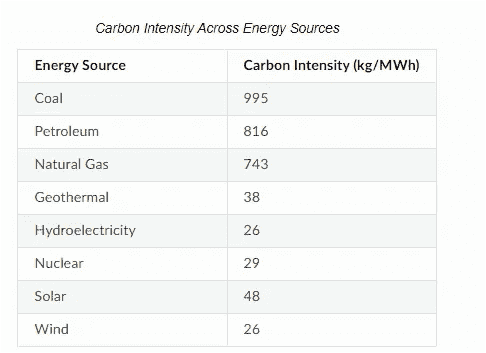 Carbon Intensity Across Energy Sources
Energy Source Carbon Intensity (kg/MWh)
Coal 995
Petroleum 816
Natural Gas 743
Geothermal 38
Hydroelectricity 26
Nuclear 29
Solar 48
Wind 26